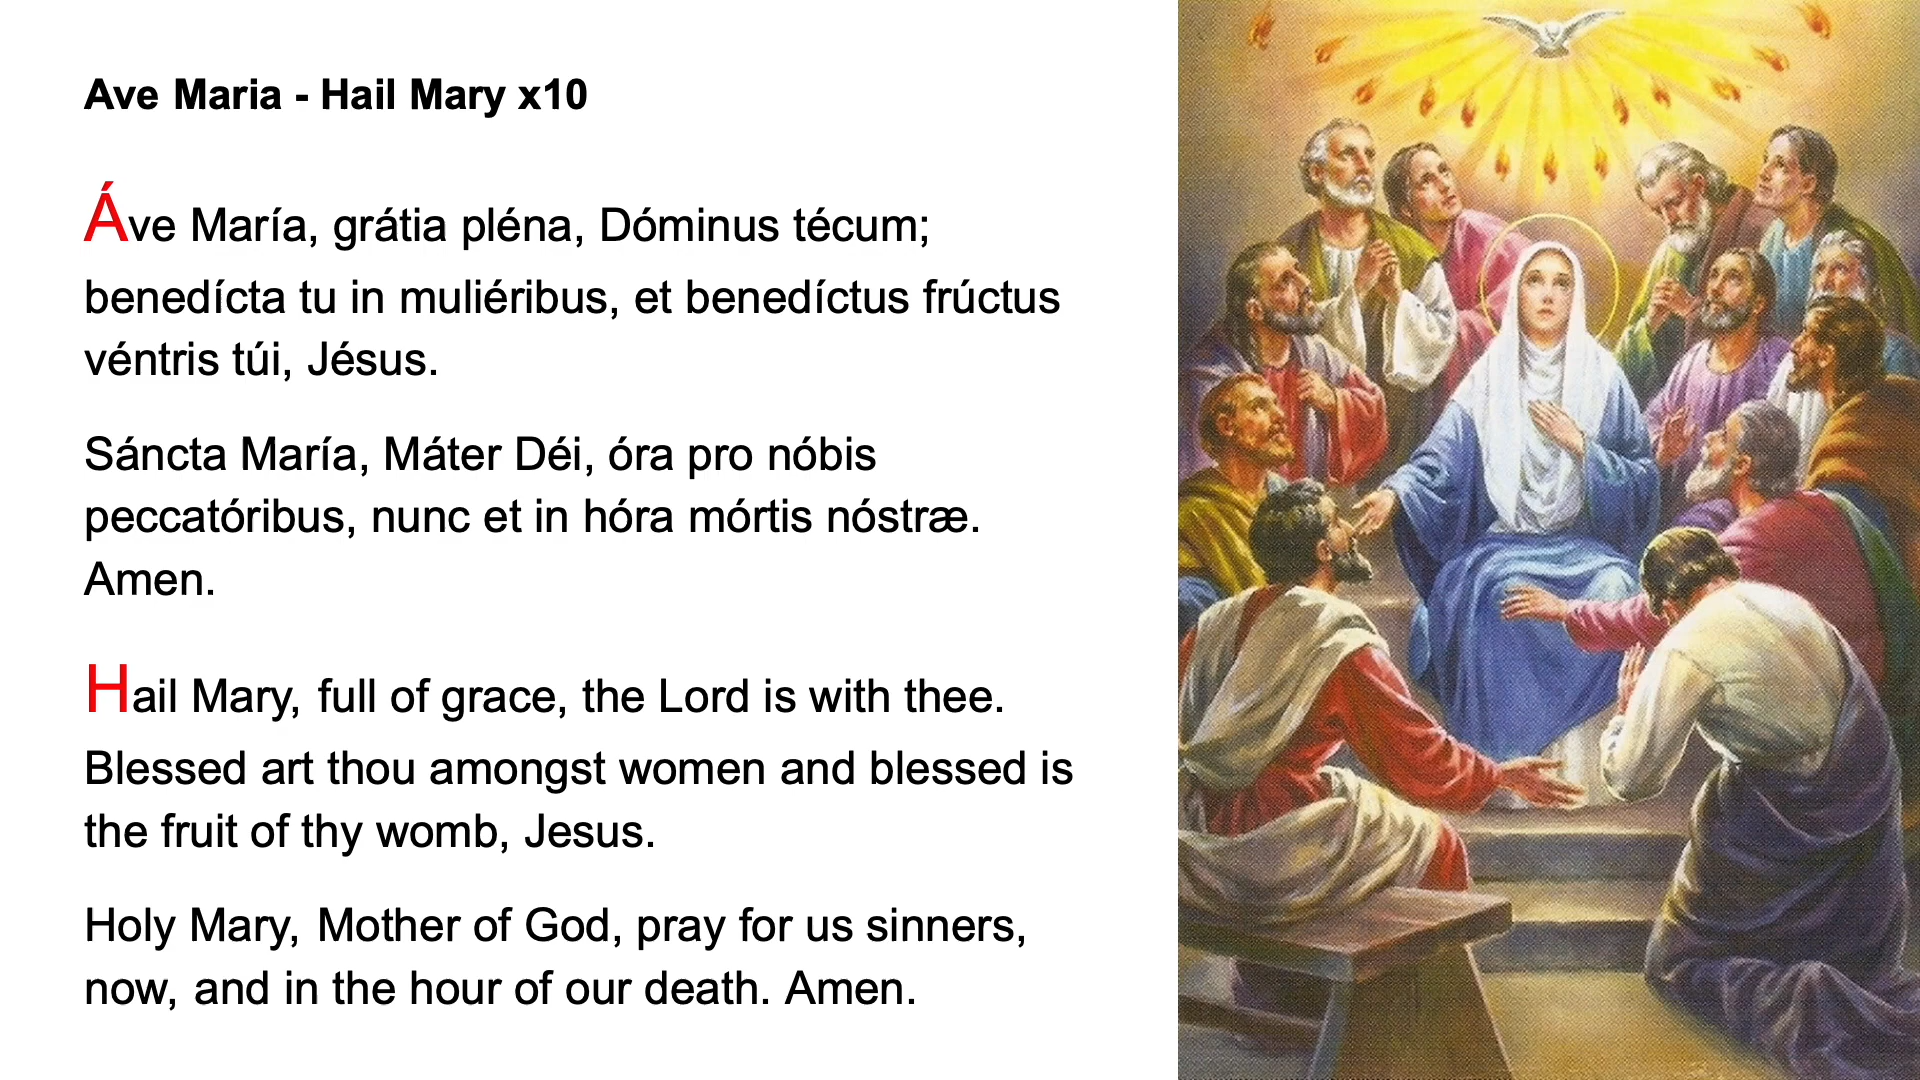 Ave Maria - Hail Mary x10
Áve María, grátia pléna, Dóminus técum;
benedícta tu in muliéribus, et benedíctus frúctus
véntris túi, Jésus.
Sáncta María, Máter Déi, óra pro nóbis
peccatóribus, nunc et in hóra mórtis nóstræ.
Amen.
Hail Mary, full of grace, the Lord is with thee.
Blessed art thou amongst women and blessed is
the fruit of thy womb, Jesus.
Holy Mary, Mother of God, pray for us sinners,
now, and in the hour of our death. Amen.